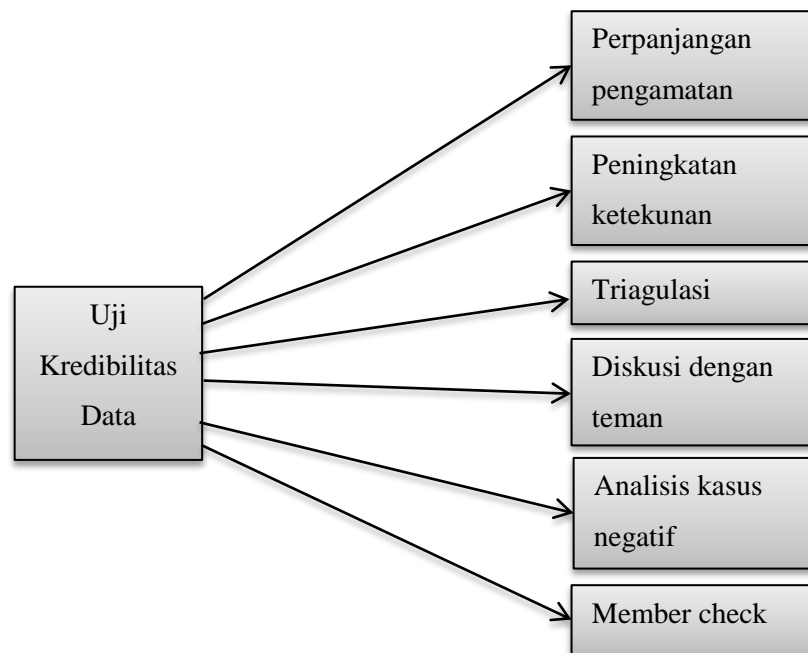 Perpanjangan
pengamatan
Peningkatan
ketekunan
Triagulasi
Uji
Kredibilitas
Data
Diskusi dengan
teman
Analisis kasus
negatif
Member check